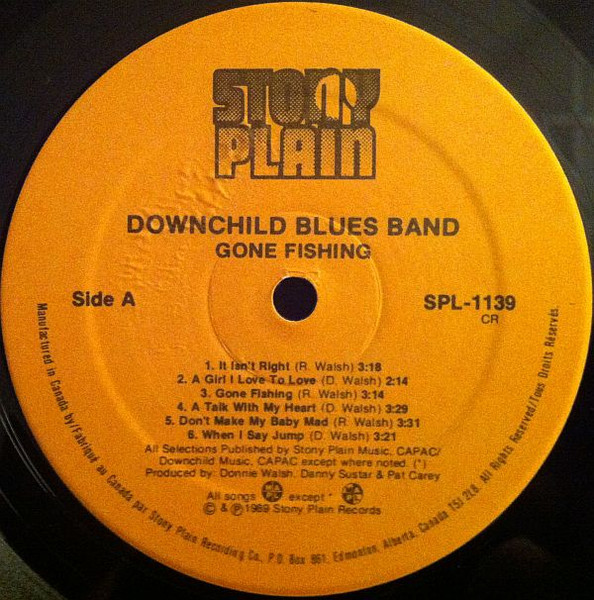 STONY
PLAIN
DOWNCHILD BLUES BAND
GONE FISHING
Side A
SPL-1139
CR
1. It Isn't Right (R. Walsh) 3:18
2. A Girl I Love To Love (D. Walsh) 2:14
3. Gone Fishing (R. Walsh) 3:14
4. A Talk With My Heart (D. Walsh) 3:29
5. Don't Make My Baby Mad (R. Walsh) 3:31
6. When I Say Jump (D. Walsh) 3:21
All Selections Published by Stony Plain Music, CAPAC/
Downchild Music, CAPAC except where noted (*)
Produced by: Donnie Walsh, Danny Sustar & Pat Carey
All songs except *
© & ℗ 1989 Stony Plain Records
Manufactured in Canada by/Fabriqué au Canada par Stony Plain Recording Co., P.O. Box 861, Edmonton, Alberta, Canada T5J 2L8. All Rights Reserved/Tous Droits Réservés.